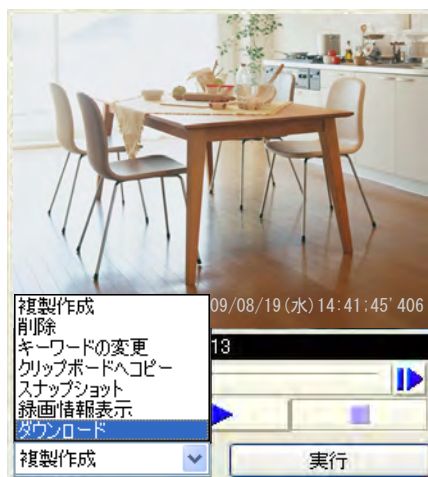 09/08/19(水)14:41:45'406
複製作成
削除
キーワードの変更
クリップボードへコピー
スナップショット
録画情報表示
ダウンロード
13
複製作成
実行